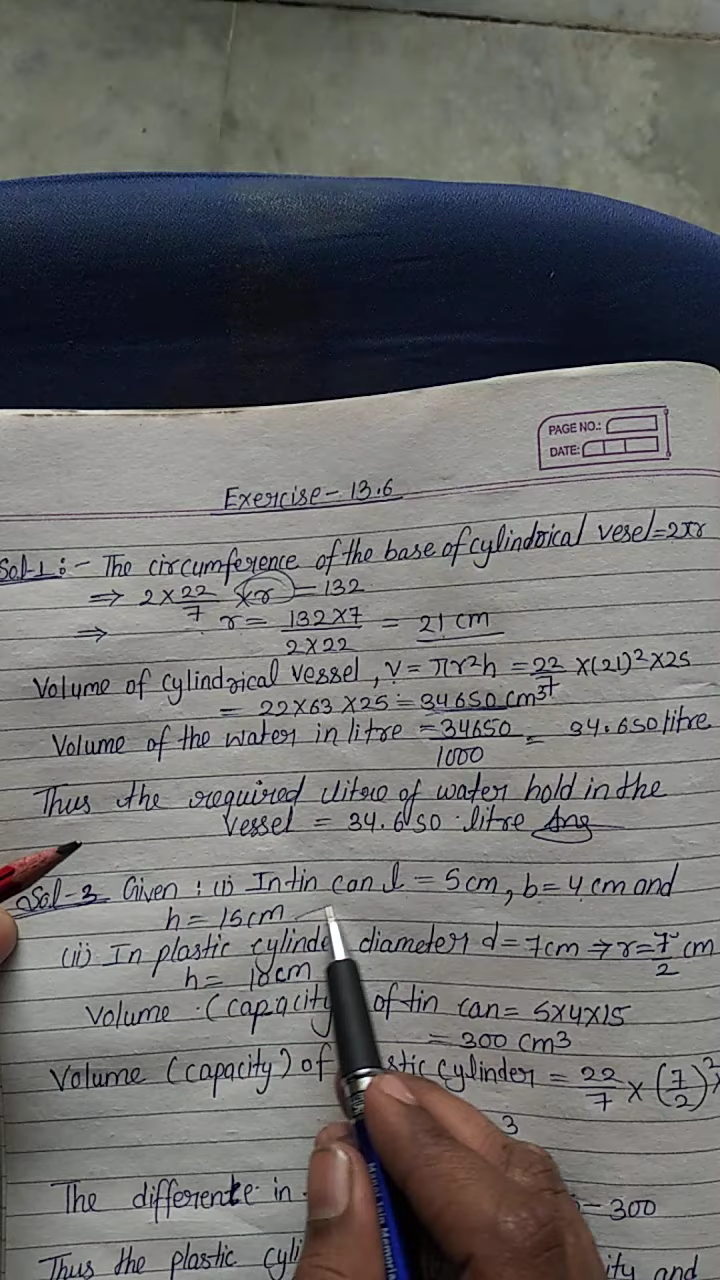 PAGE NO.:
DATE:
Exercise - 13.6
Sol-1:- The circumference of the base of cylindrical vesel=2πr
⇒ 2×22/7 ×r = 132
⇒ r = 132×7/2×22 = 21 cm
Volume of cylindrical vessel, V = πr²h = 22/7 ×(21)²×25
= 22×63×25 = 34650 cm³
Volume of the water in litre = 34650/1000 = 34.650 litre
Thus the required litre of water hold in the
vessel = 34.650 litre Ans
Sol-3 Given : (i) In tin can l = 5cm, b= 4 cm and
h = 15cm
(ii) In plastic cylinde diameter d= 7cm ⇒ r=7/2 cm
h = 10cm
Volume (capacity of tin can= 5×4×15
= 300 cm3
Volume (capacity) of stic cylinder = 22/7 × (7/2)²×
3
The difference in - 300
Thus the plastic cyli ity and